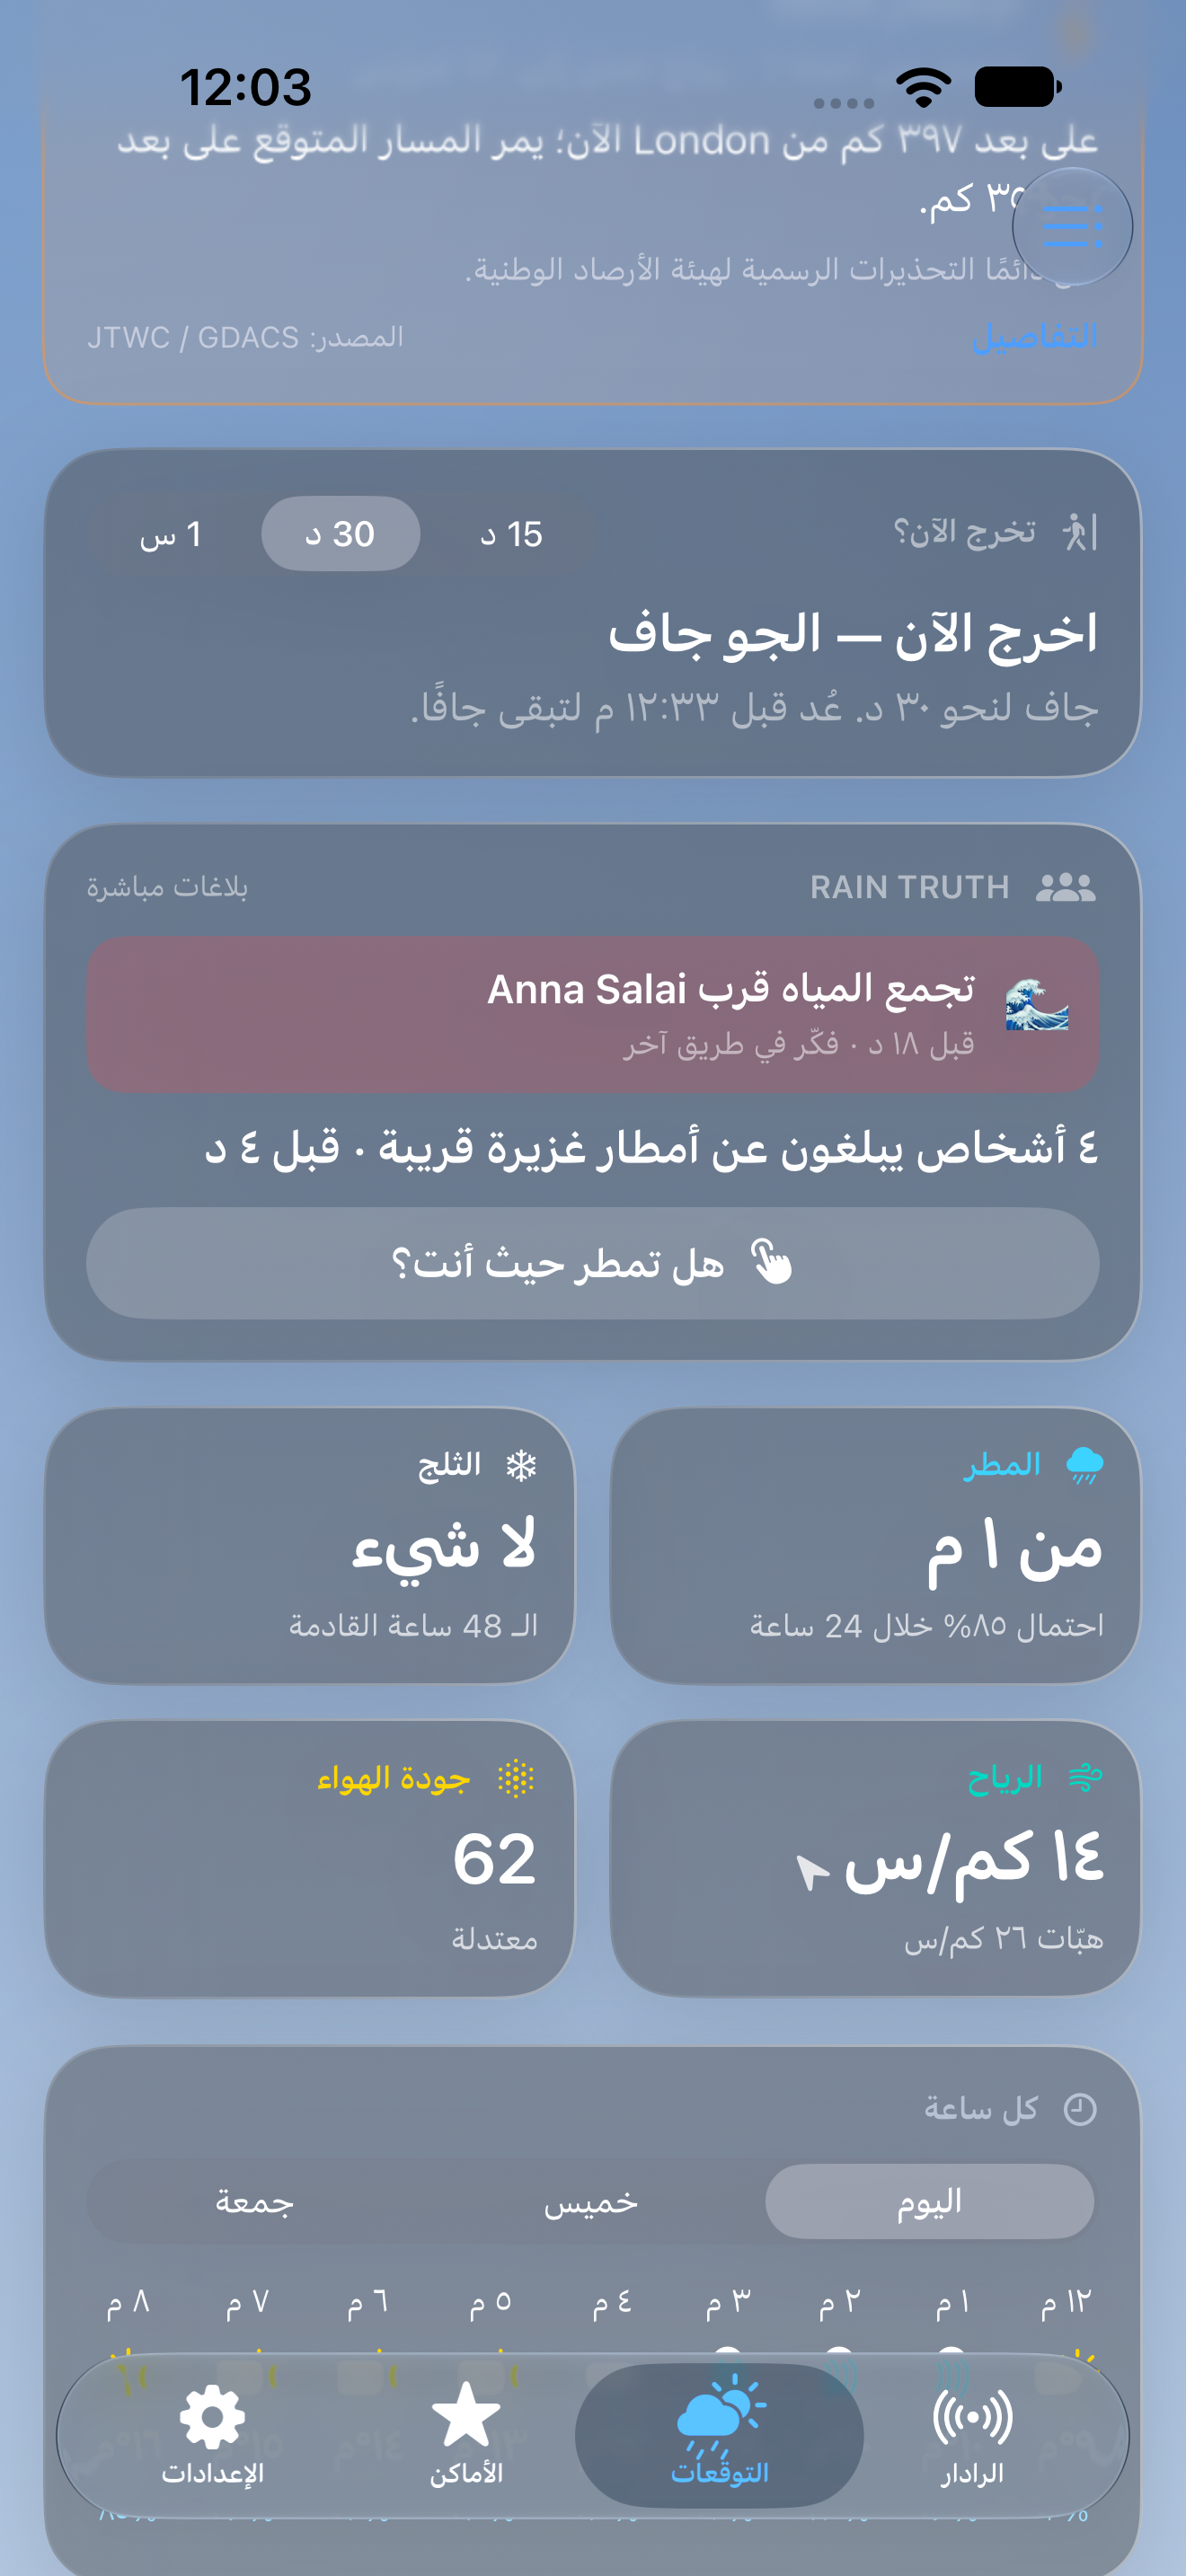 12:03
على بعد ٣٩٧ كم من London الآن؛ يمر المسار المتوقع على بعد
كم.
دائمًا التحذيرات الرسمية لهيئة الأرصاد الوطنية.
التفاصيل
المصدر: JTWC / GDACS
تخرج الآن؟
15 د
30 د
1 س
اخرج الآن — الجو جاف
جاف لنحو ٣٠ د. عُد قبل ١٢:٣٣ م لتبقى جافًا.
RAIN TRUTH
بلاغات مباشرة
تجمع المياه قرب Anna Salai
قبل ١٨ د · فكّر في طريق آخر
٤ أشخاص يبلغون عن أمطار غزيرة قريبة · قبل ٤ د
هل تمطر حيث أنت؟
المطر
من ١ م
احتمال ٨٥% خلال 24 ساعة
الثلج
لا شيء
الـ 48 ساعة القادمة
الرياح
١٤ كم/س
هبّات ٢٦ كم/س
جودة الهواء
62
معتدلة
كل ساعة
اليوم
خميس
جمعة
١٢ م
١ م
٢ م
٣ م
٤ م
٥ م
٦ م
٧ م
٨ م
الرادار
التوقعات
الأماكن
الإعدادات